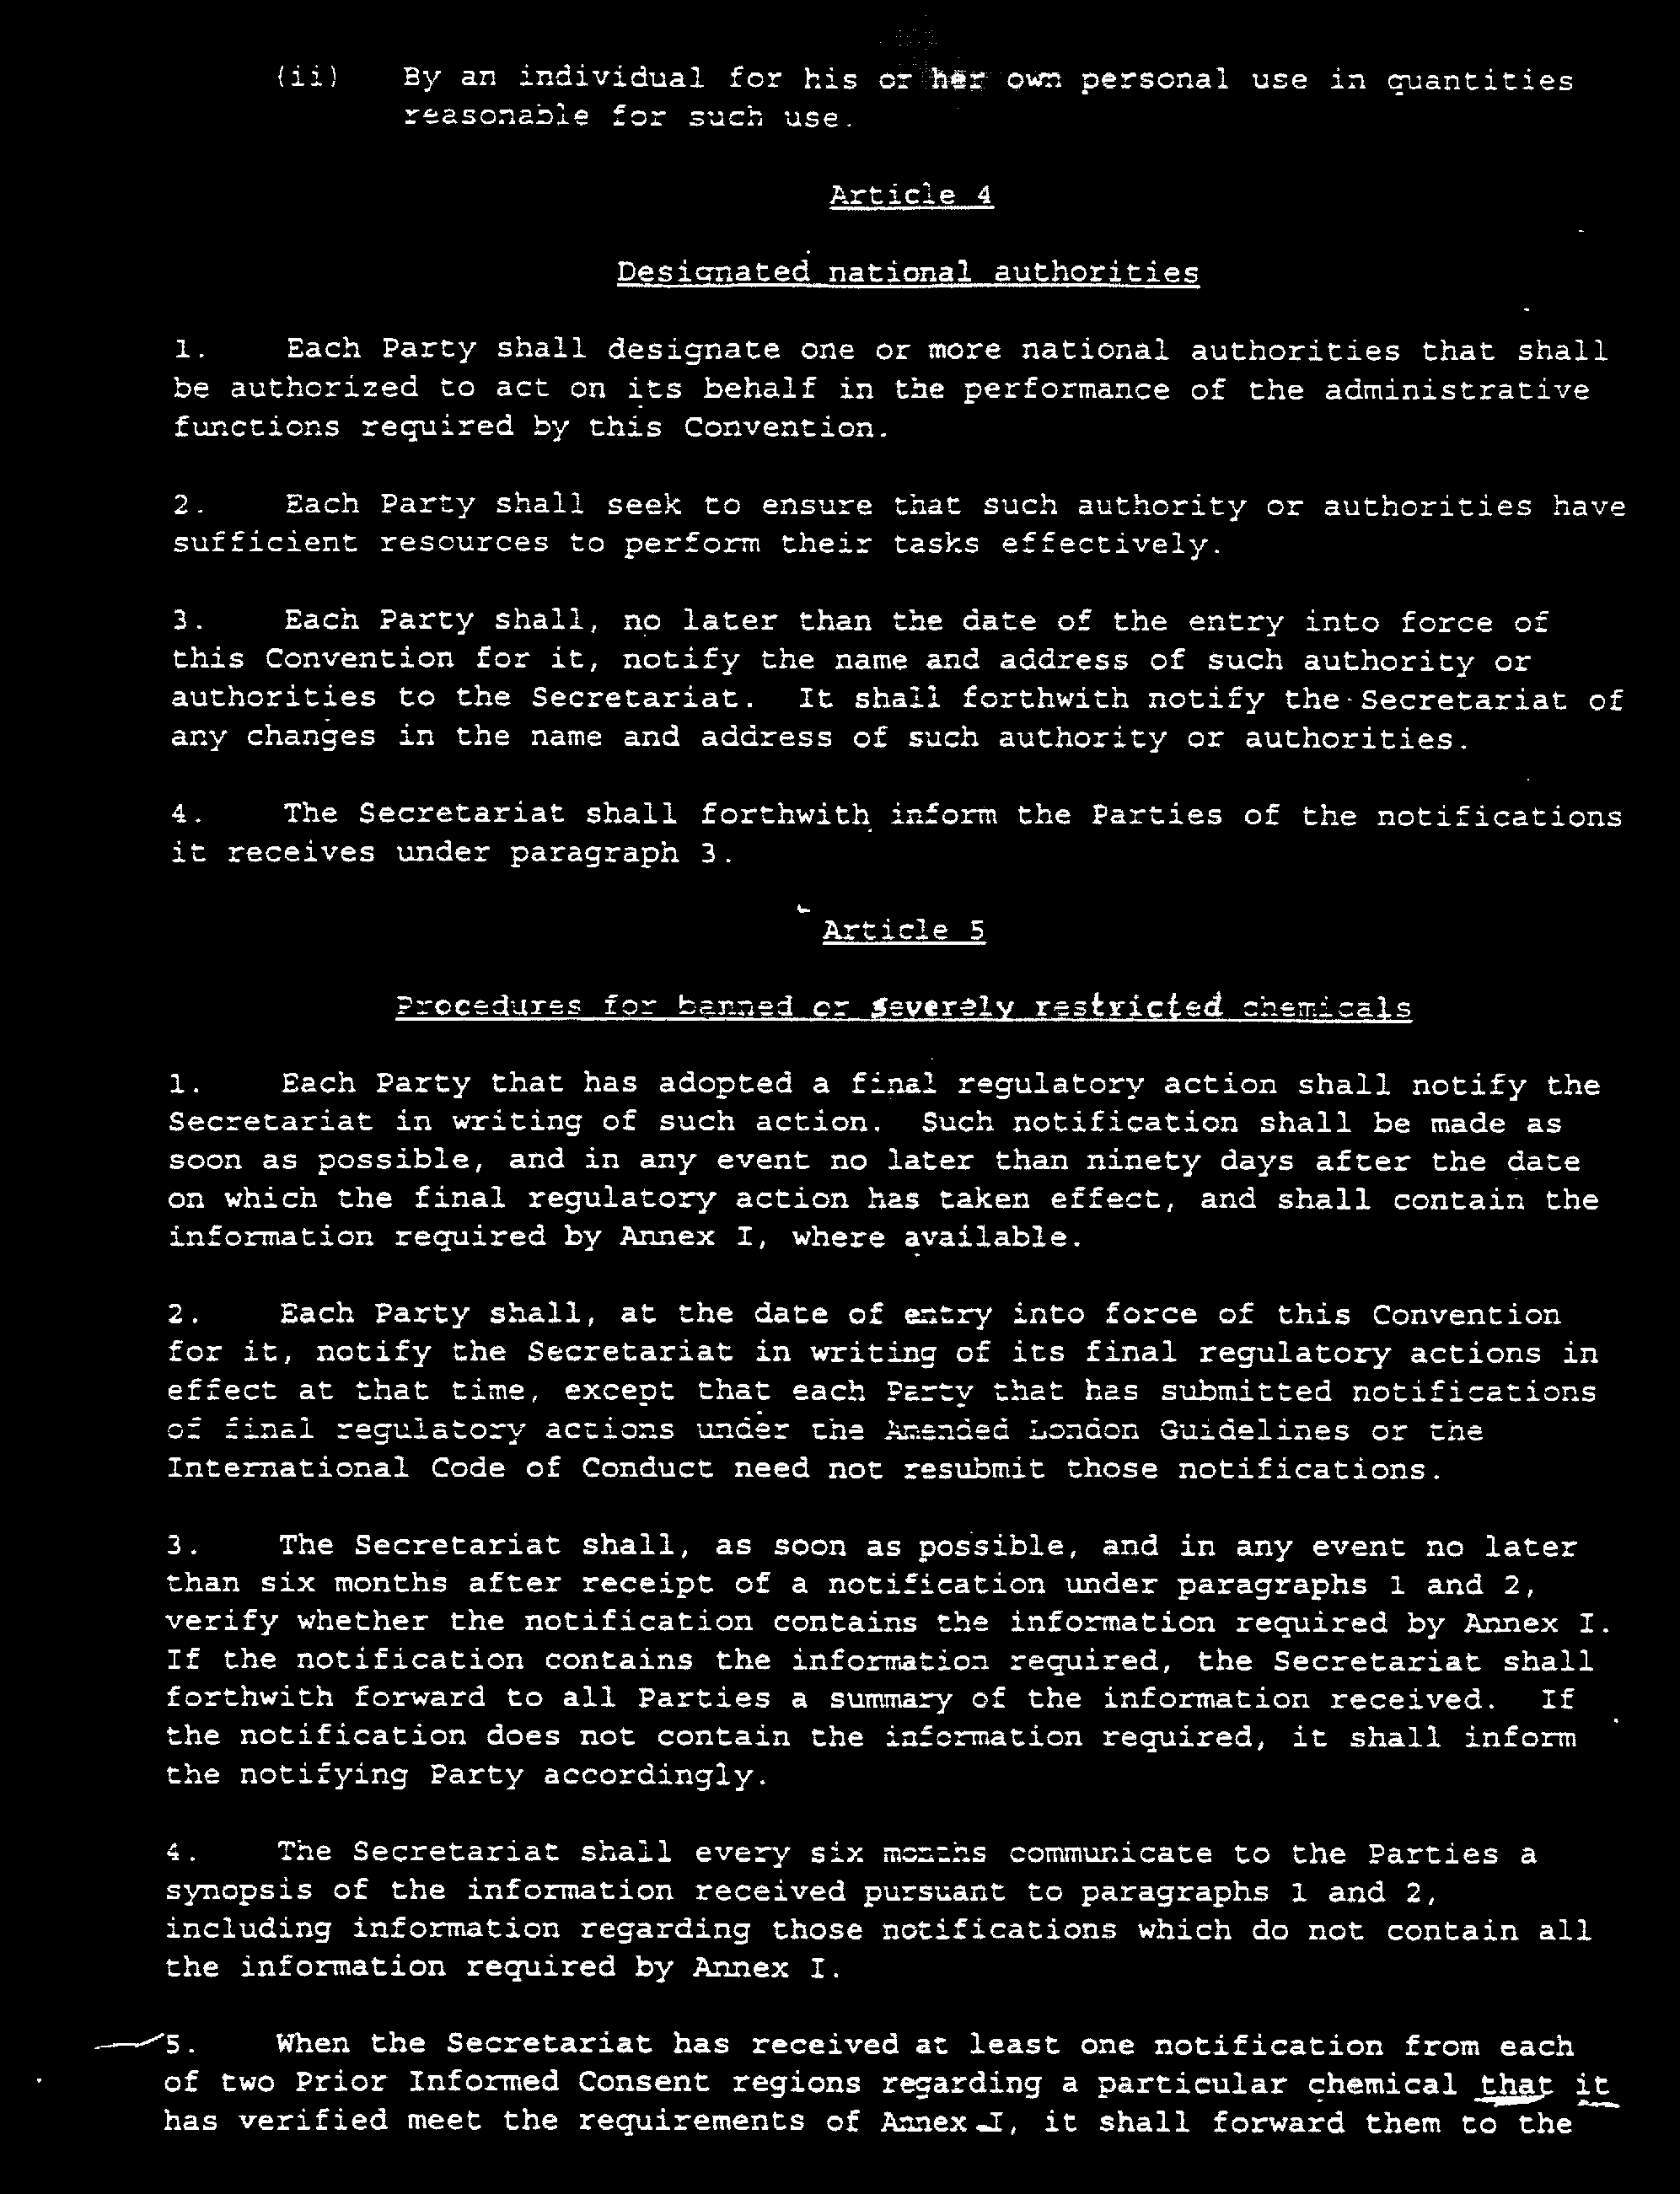 (ii) By an individual for his or her own personal use in quantities
reasonable for such use.
Article 4
Designated national authorities
1. Each Party shall designate one or more national authorities that shall
be authorized to act on its behalf in the performance of the administrative
functions required by this Convention.
2. Each Party shall seek to ensure that such authority or authorities have
sufficient resources to perform their tasks effectively.
3. Each Party shall, no later than the date of the entry into force of
this Convention for it, notify the name and address of such authority or
authorities to the Secretariat. It shall forthwith notify the Secretariat of
any changes in the name and address of such authority or authorities.
4. The Secretariat shall forthwith inform the Parties of the notifications
it receives under paragraph 3.
Article 5
Procedures for banned or severely restricted chemicals
1. Each Party that has adopted a final regulatory action shall notify the
Secretariat in writing of such action. Such notification shall be made as
soon as possible, and in any event no later than ninety days after the date
on which the final regulatory action has taken effect, and shall contain the
information required by Annex I, where available.
2. Each Party shall, at the date of entry into force of this Convention
for it, notify the Secretariat in writing of its final regulatory actions in
effect at that time, except that each Party that has submitted notifications
of final regulatory actions under the Amended London Guidelines or the
International Code of Conduct need not resubmit those notifications.
3. The Secretariat shall, as soon as possible, and in any event no later
than six months after receipt of a notification under paragraphs 1 and 2,
verify whether the notification contains the information required by Annex I.
If the notification contains the information required, the Secretariat shall
forthwith forward to all Parties a summary of the information received. If
the notification does not contain the information required, it shall inform
the notifying Party accordingly.
4. The Secretariat shall every six months communicate to the Parties a
synopsis of the information received pursuant to paragraphs 1 and 2,
including information regarding those notifications which do not contain all
the information required by Annex I.
5. When the Secretariat has received at least one notification from each
of two Prior Informed Consent regions regarding a particular chemical that it
has verified meet the requirements of Annex I, it shall forward them to the